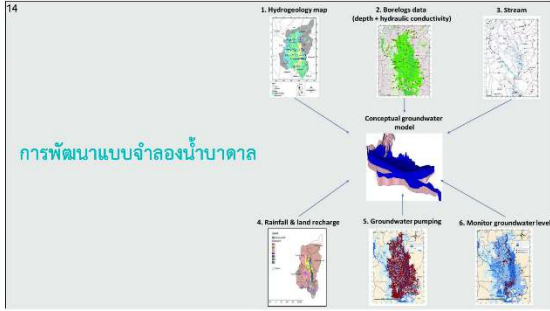 14
1. Hydrogeology map
2. Borelogs data
(depth + hydraulic conductivity)
3. Stream
Conceptual groundwater
model
การพัฒนาแบบจำลองน้ำบาดาล
4. Rainfall & land recharge
5. Groundwater pumping
6. Monitor groundwater level